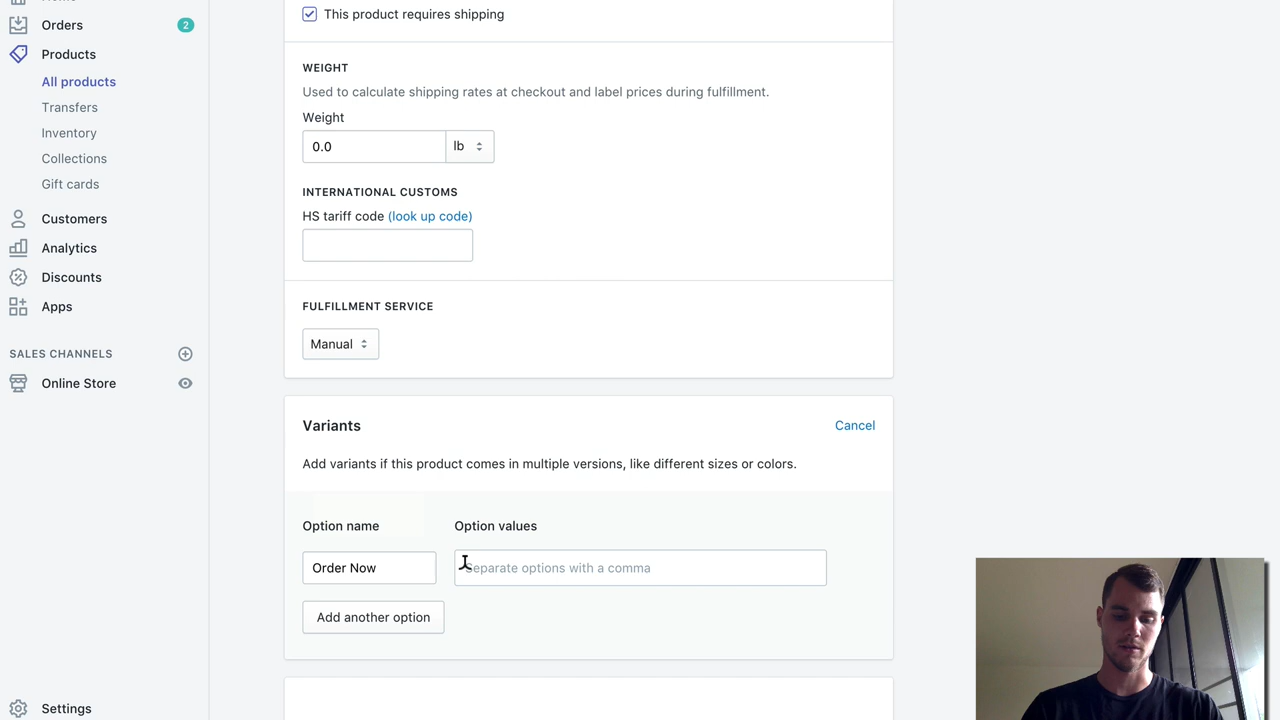 Orders 2
Products
All products
Transfers
Inventory
Collections
Gift cards
Customers
Analytics
Discounts
Apps
SALES CHANNELS
Online Store
Settings
This product requires shipping
WEIGHT
Used to calculate shipping rates at checkout and label prices during fulfillment.
Weight
0.0 lb
INTERNATIONAL CUSTOMS
HS tariff code (look up code)
FULFILLMENT SERVICE
Manual
Variants Cancel
Add variants if this product comes in multiple versions, like different sizes or colors.
Option name Option values
Order Now Separate options with a comma
Add another option